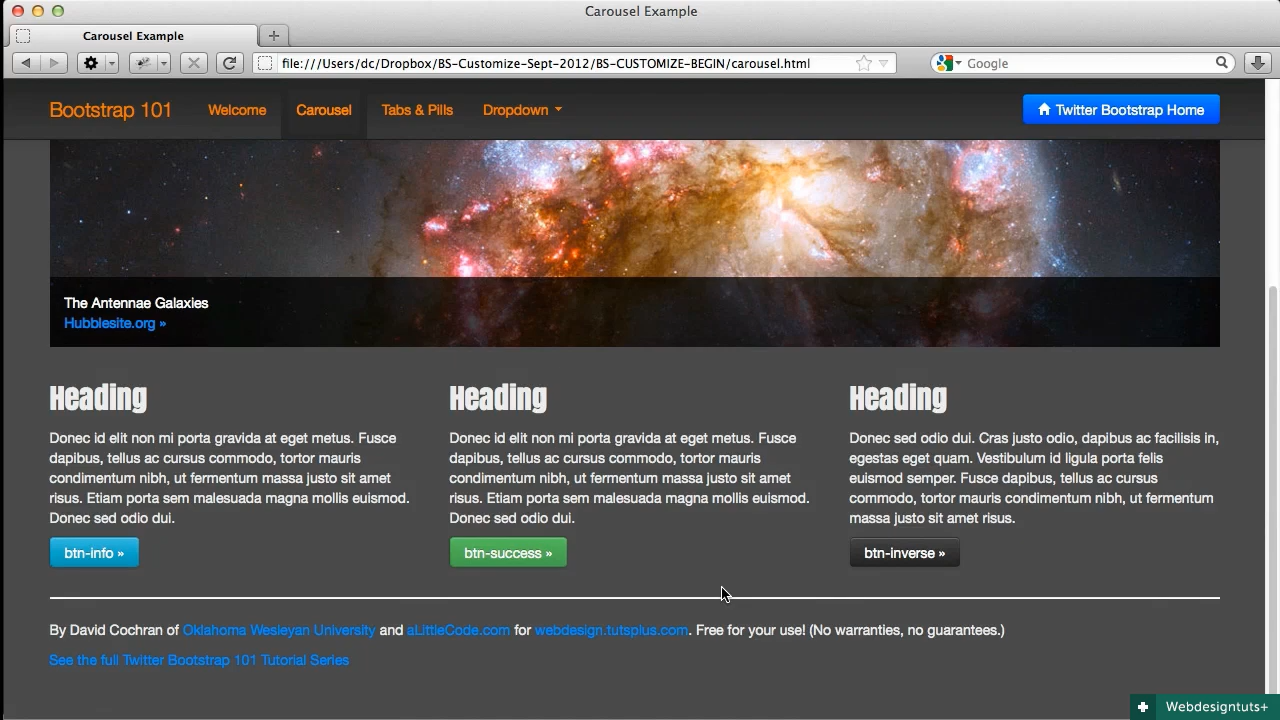 Carousel Example
Carousel Example
file:///Users/dc/Dropbox/BS-Customize-Sept-2012/BS-CUSTOMIZE-BEGIN/carousel.html
Google
Bootstrap 101 Welcome Carousel Tabs & Pills Dropdown Twitter Bootstrap Home
The Antennae Galaxies
Hubblesite.org »
Heading
Donec id elit non mi porta gravida at eget metus. Fusce
dapibus, tellus ac cursus commodo, tortor mauris
condimentum nibh, ut fermentum massa justo sit amet
risus. Etiam porta sem malesuada magna mollis euismod.
Donec sed odio dui.
btn-info »
Heading
Donec id elit non mi porta gravida at eget metus. Fusce
dapibus, tellus ac cursus commodo, tortor mauris
condimentum nibh, ut fermentum massa justo sit amet
risus. Etiam porta sem malesuada magna mollis euismod.
Donec sed odio dui.
btn-success »
Heading
Donec sed odio dui. Cras justo odio, dapibus ac facilisis in,
egestas eget quam. Vestibulum id ligula porta felis
euismod semper. Fusce dapibus, tellus ac cursus
commodo, tortor mauris condimentum nibh, ut fermentum
massa justo sit amet risus.
btn-inverse »
By David Cochran of Oklahoma Wesleyan University and aLittleCode.com for webdesign.tutsplus.com. Free for your use! (No warranties, no guarantees.)
See the full Twitter Bootstrap 101 Tutorial Series
Webdesigntuts+